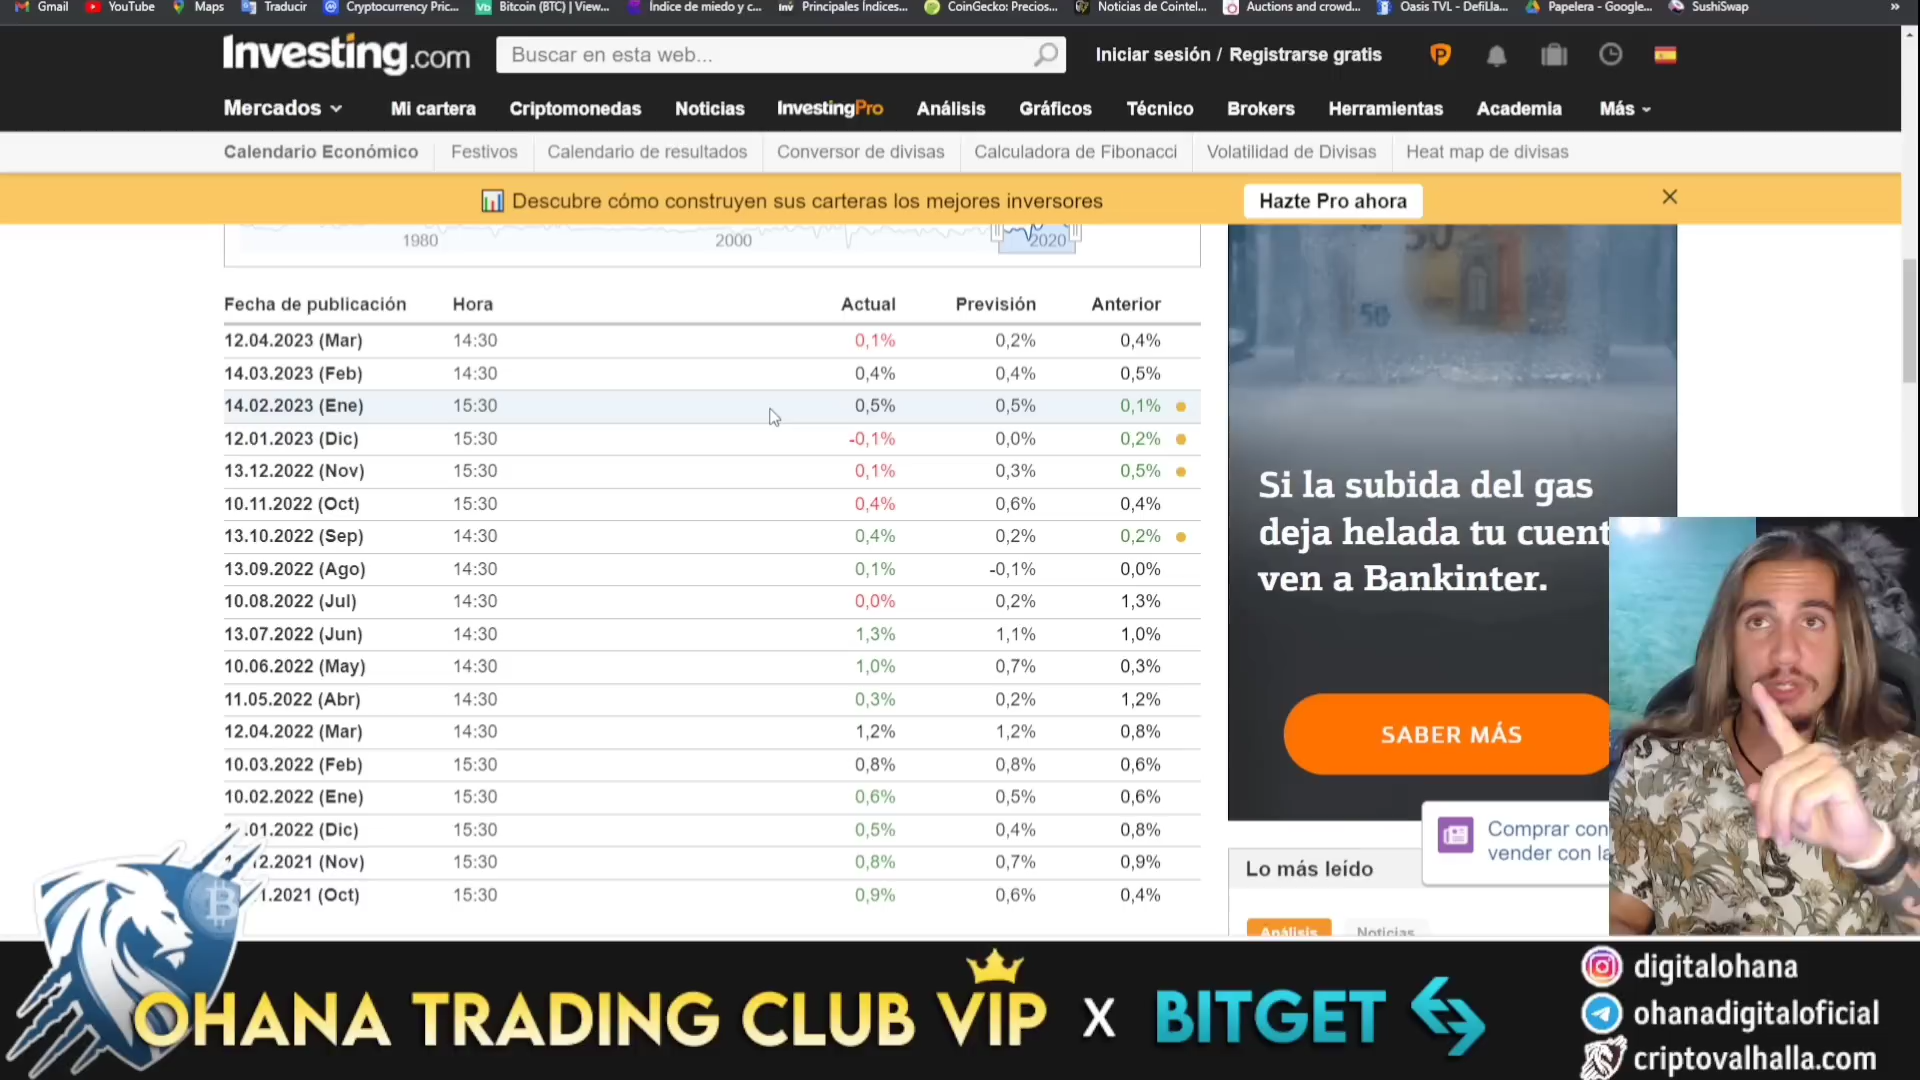 Gmail YouTube Maps Traducir Cryptocurrency Pric... Bitcoin (BTC) | View... Índice de miedo y c... Inv Principales Índices... CoinGecko: Precios... Noticias de Cointel... Auctions and crowd... Oasis TVL - DefiLla... Papelera - Google... SushiSwap »
Investing.com Buscar en esta web... Iniciar sesión / Registrarse gratis
Mercados Mi cartera Criptomonedas Noticias InvestingPro Análisis Gráficos Técnico Brokers Herramientas Academia Más
Calendario Económico Festivos Calendario de resultados Conversor de divisas Calculadora de Fibonacci Volatilidad de Divisas Heat map de divisas
Descubre cómo construyen sus carteras los mejores inversores Hazte Pro ahora
1980 2000 2020
Fecha de publicación Hora Actual Previsión Anterior
12.04.2023 (Mar) 14:30 0,1% 0,2% 0,4%
14.03.2023 (Feb) 14:30 0,4% 0,4% 0,5%
14.02.2023 (Ene) 15:30 0,5% 0,5% 0,1%
12.01.2023 (Dic) 15:30 -0,1% 0,0% 0,2%
13.12.2022 (Nov) 15:30 0,1% 0,3% 0,5%
10.11.2022 (Oct) 15:30 0,4% 0,6% 0,4%
13.10.2022 (Sep) 14:30 0,4% 0,2% 0,2%
13.09.2022 (Ago) 14:30 0,1% -0,1% 0,0%
10.08.2022 (Jul) 14:30 0,0% 0,2% 1,3%
13.07.2022 (Jun) 14:30 1,3% 1,1% 1,0%
10.06.2022 (May) 14:30 1,0% 0,7% 0,3%
11.05.2022 (Abr) 14:30 0,3% 0,2% 1,2%
12.04.2022 (Mar) 14:30 1,2% 1,2% 0,8%
10.03.2022 (Feb) 15:30 0,8% 0,8% 0,6%
10.02.2022 (Ene) 15:30 0,6% 0,5% 0,6%
.01.2022 (Dic) 15:30 0,5% 0,4% 0,8%
.12.2021 (Nov) 15:30 0,8% 0,7% 0,9%
1.2021 (Oct) 15:30 0,9% 0,6% 0,4%
50
50
Si la subida del gas
deja helada tu cuent
ven a Bankinter.
SABER MÁS
Comprar con
vender con la
Lo más leído
Análisis Noticias
OHANA TRADING CLUB VIP X BITGET
digitalohana
ohanadigitaloficial
criptovalhalla.com